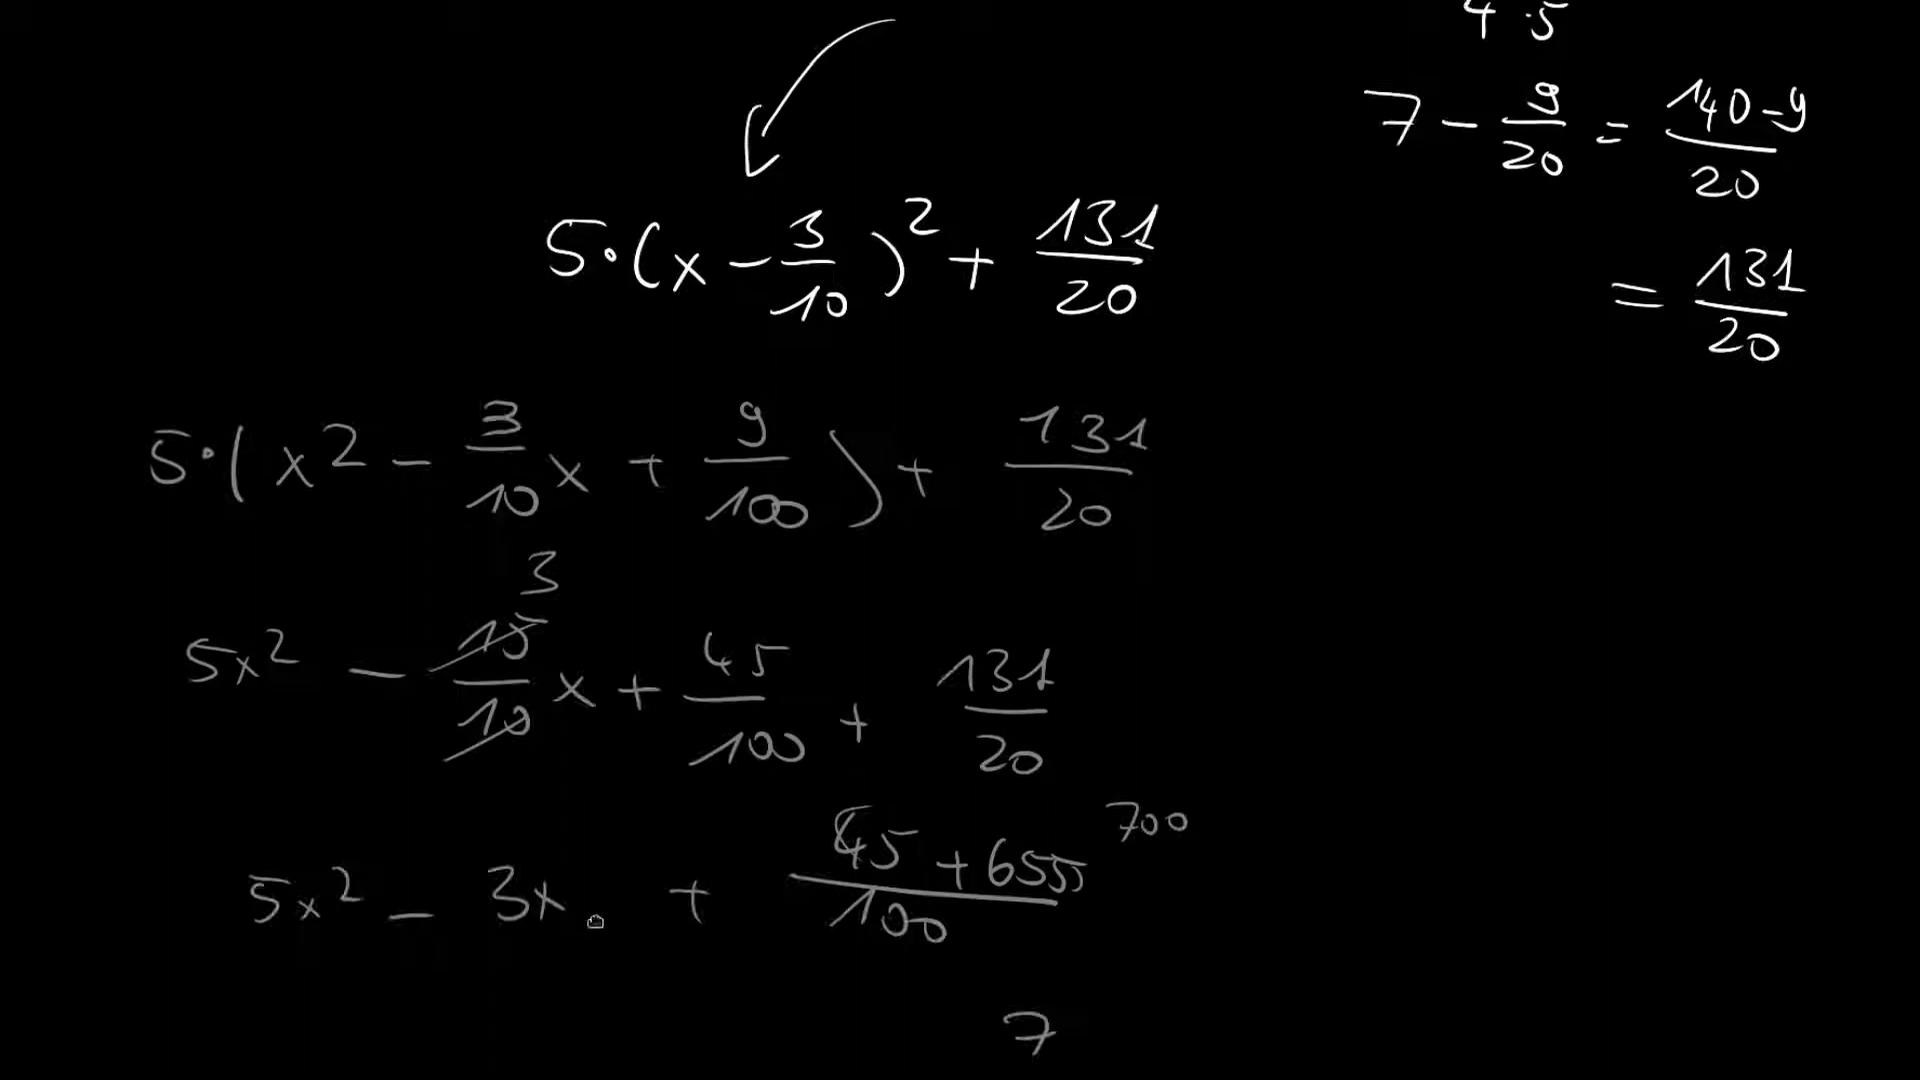 4·5
7 - 9/20 = 140-9/20
= 131/20
5·(x - 3/10)² + 131/20
5·(x² - 3/10 x + 9/100) + 131/20
3
5x² - 15/10 x + 45/100 + 131/20
700
5x² - 3x . + 45+655/100
7